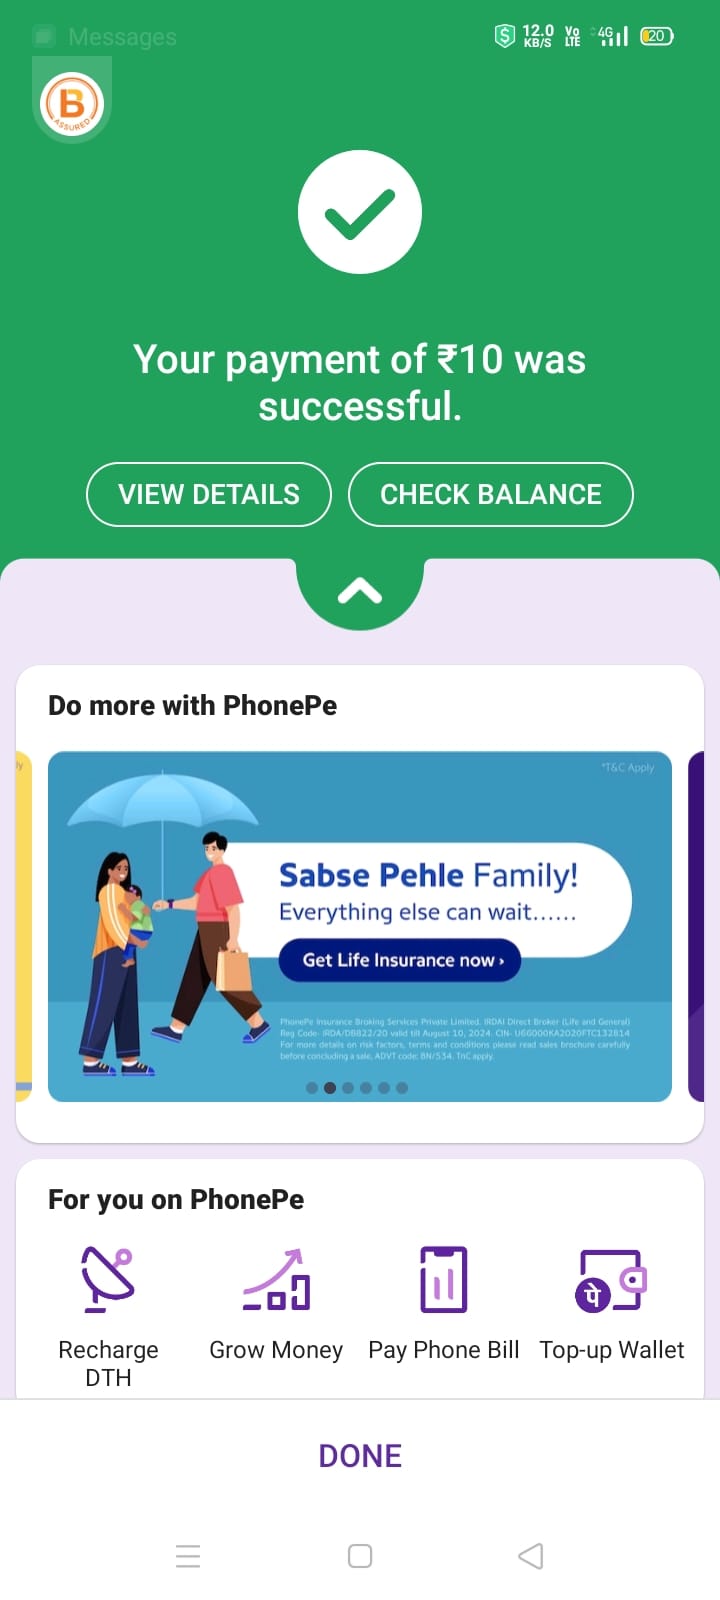 Messages
12.0
KB/S
Vo
LTE
4G
20
B
ASSURED
Your payment of ₹10 was
successful.
VIEW DETAILS
CHECK BALANCE
Do more with PhonePe
ly
*T&C Apply
Sabse Pehle Family!
Everything else can wait......
Get Life Insurance now ›
PhonePe Insurance Broking Services Private Limited. IRDAI Direct Broker (Life and General)
Reg Code- IRDA/DB822/20 valid till August 10, 2024. CIN- U66000KA2020FTC132814
For more details on risk factors, terms and conditions please read sales brochure carefully
before concluding a sale, ADVT code: BN/534. TnC apply.
For you on PhonePe
पे
Recharge
DTH
Grow Money
Pay Phone Bill
Top-up Wallet
DONE